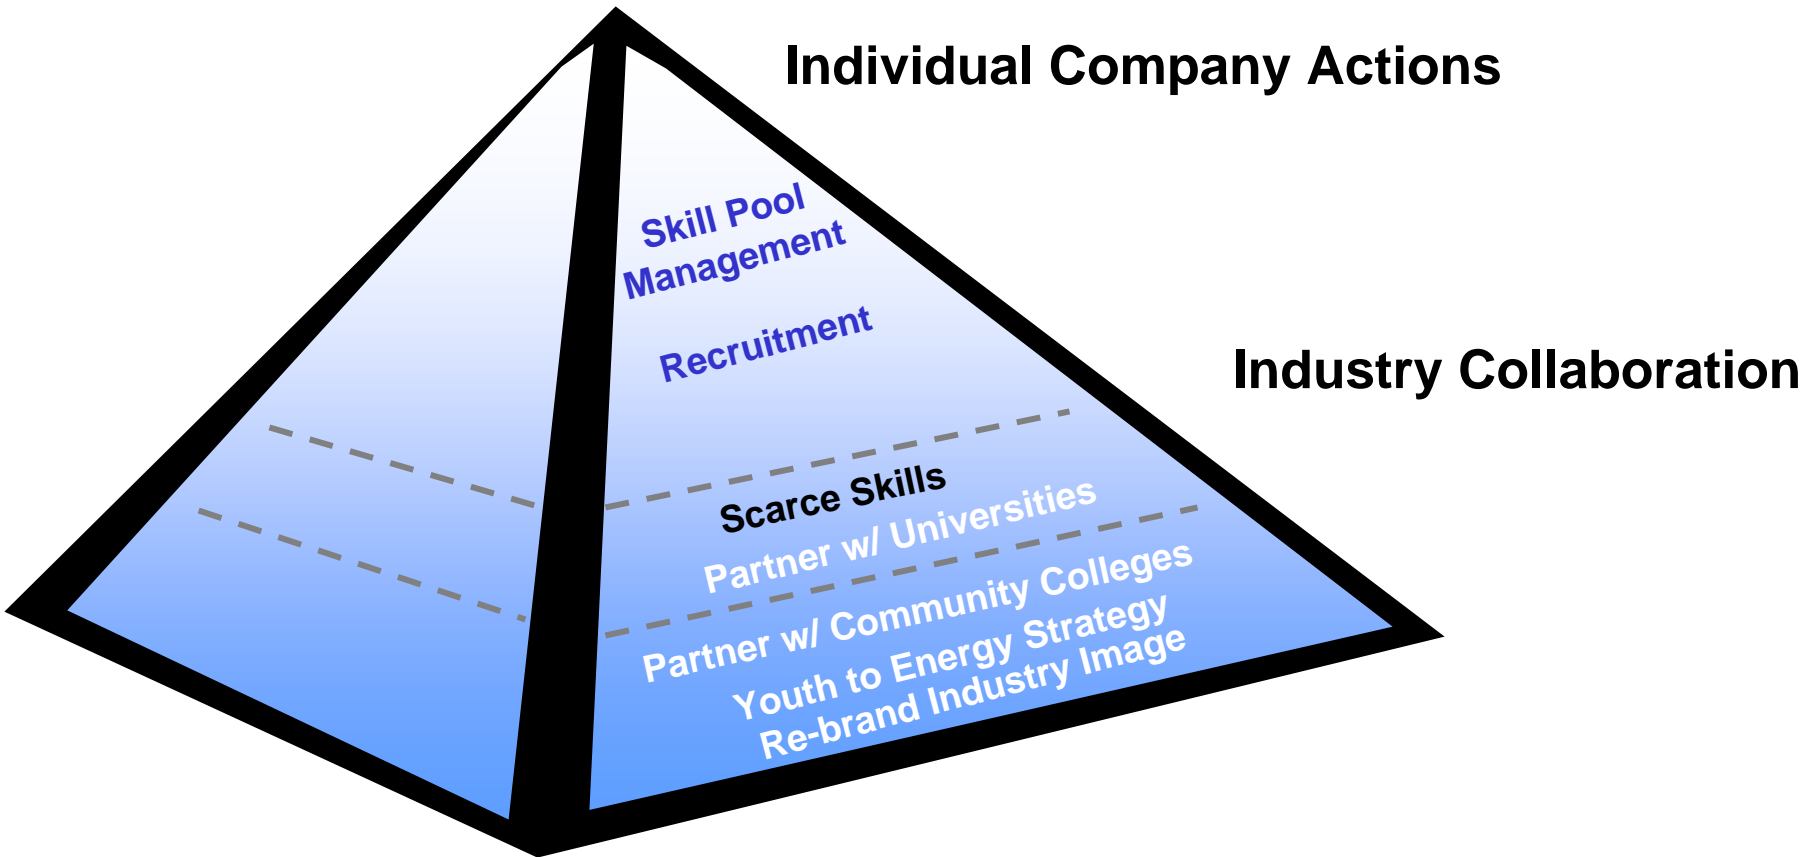 Individual Company Actions
Skill Pool
Management
Recruitment
Industry Collaboration
Scarce Skills
Partner w/ Universities
Partner w/ Community Colleges
Youth to Energy Strategy
Re-brand Industry Image